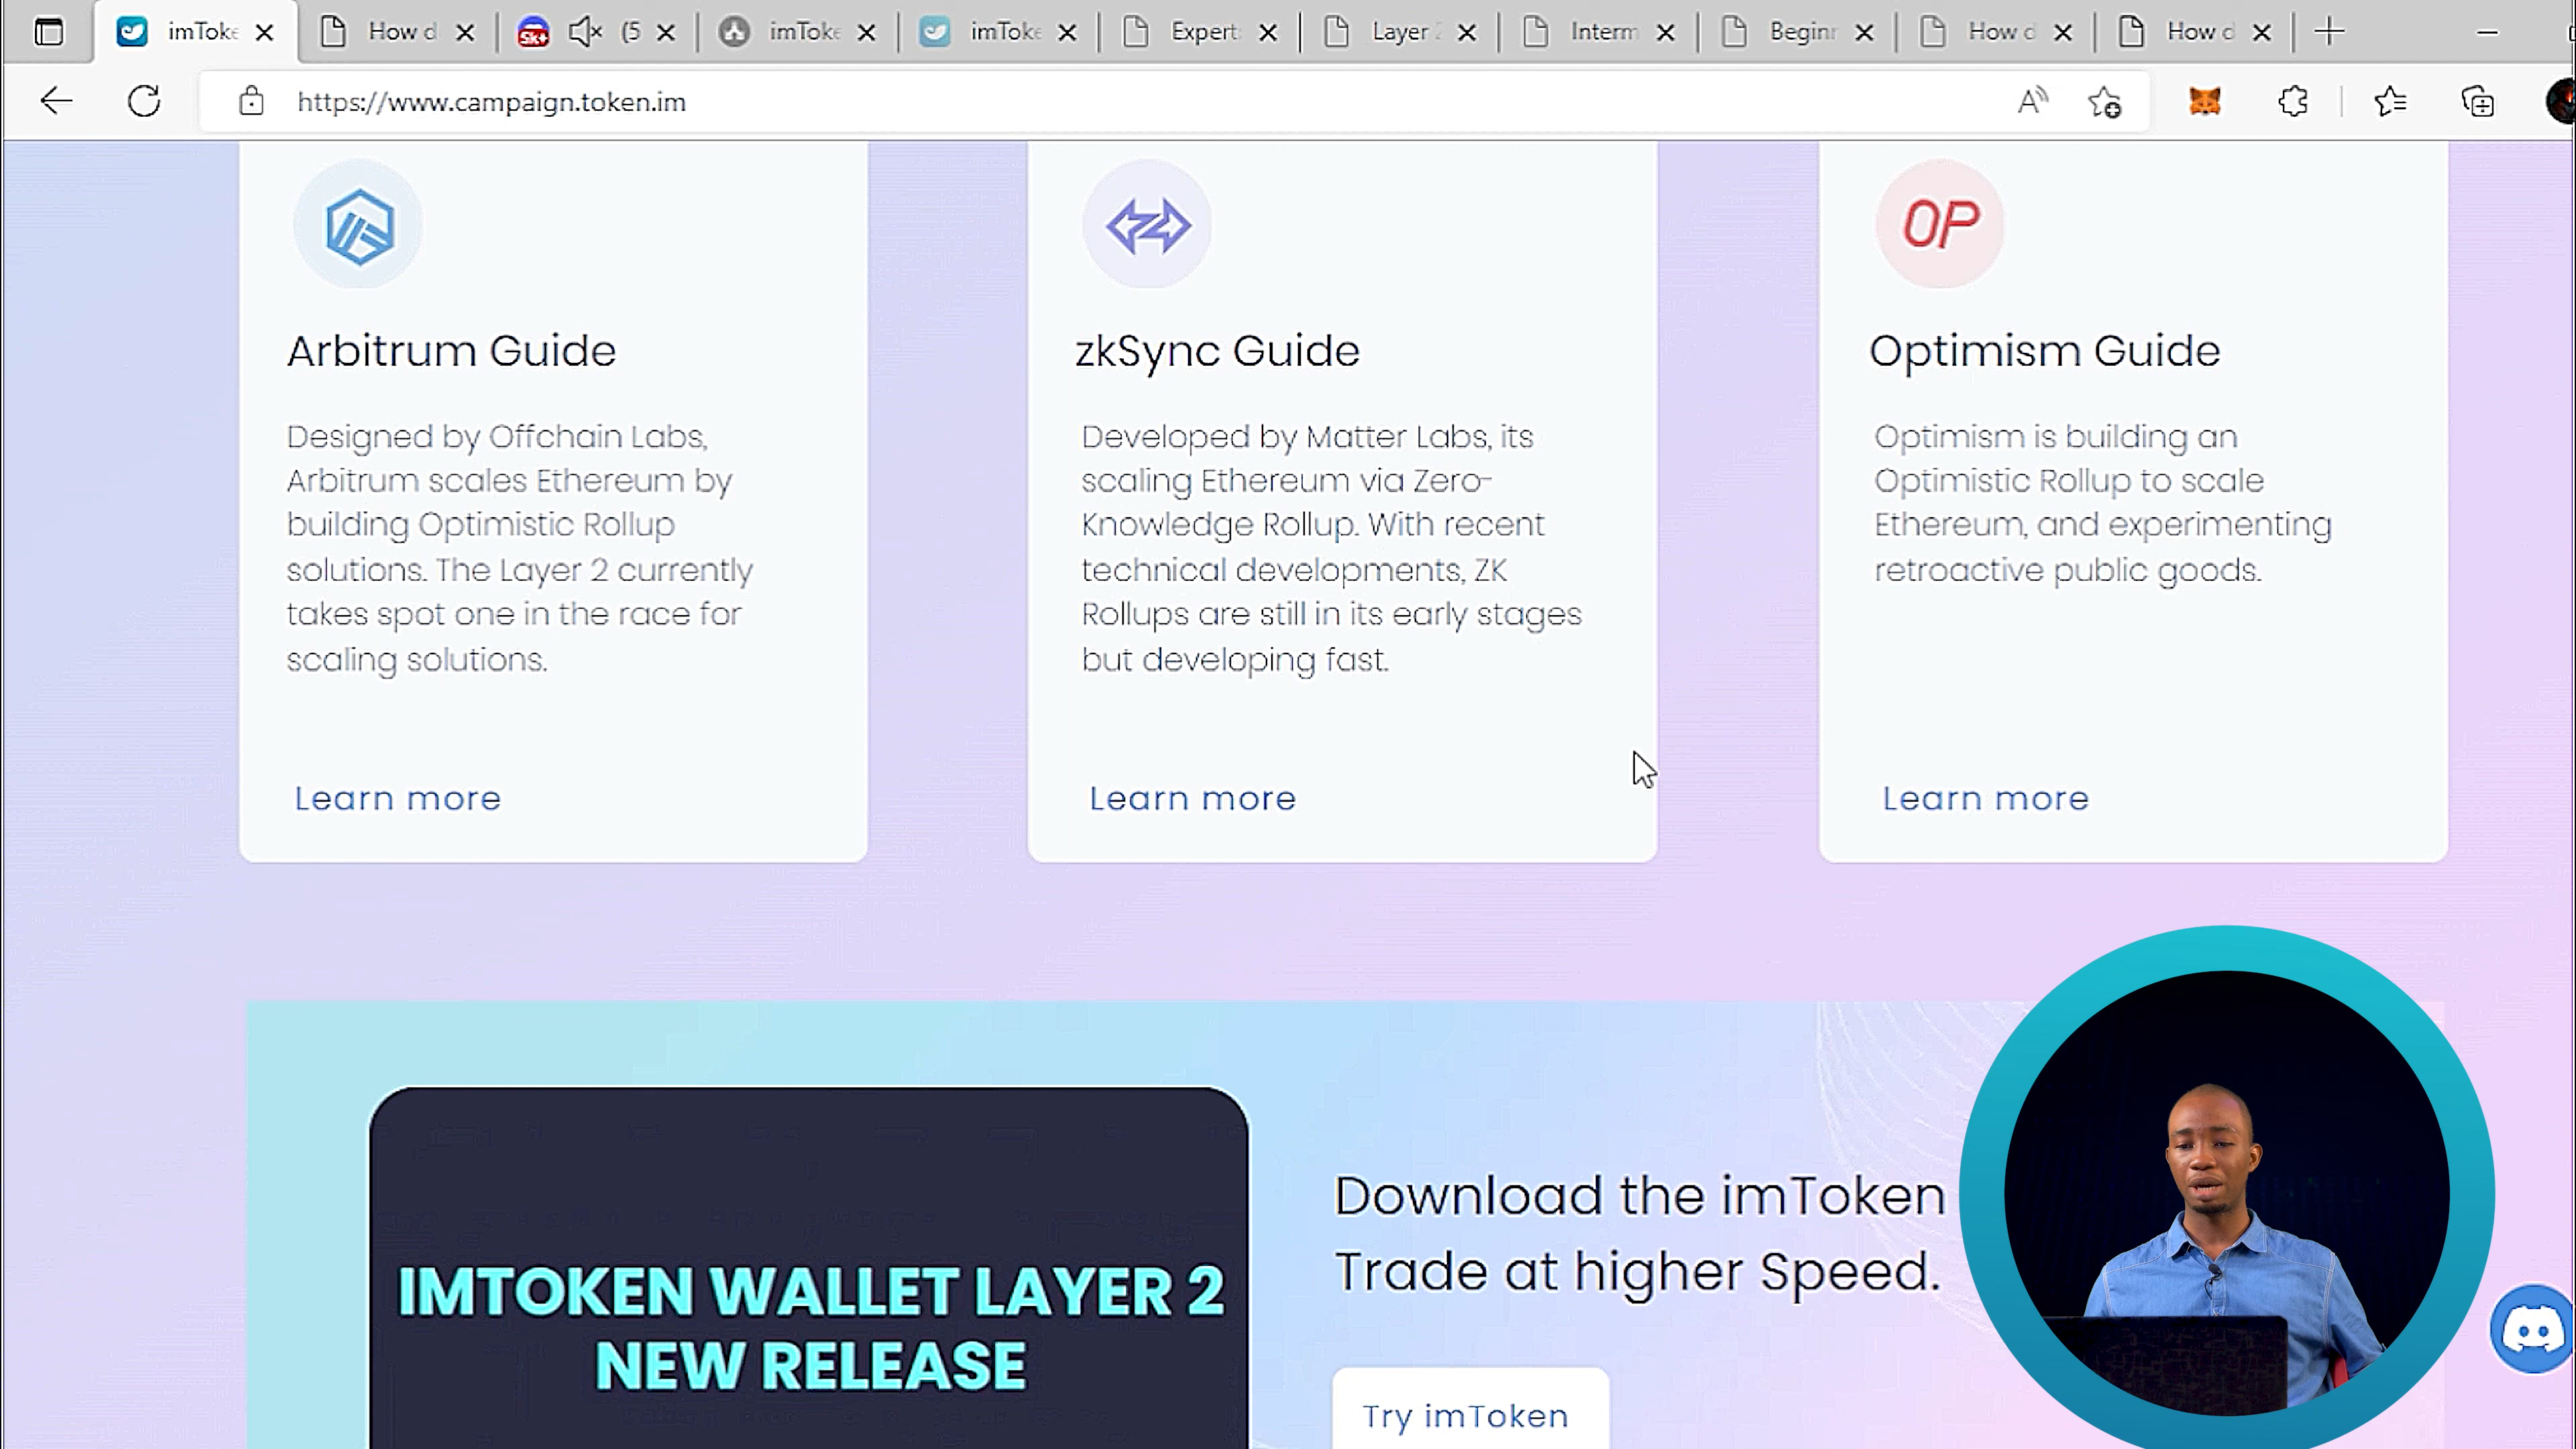 imToke
How d
5k+
(5
imToke
imToke
Expert
Layer 2
Interm
Beginr
How d
How d
https://www.campaign.token.im
OP
Arbitrum Guide
Designed by Offchain Labs,
Arbitrum scales Ethereum by
building Optimistic Rollup
solutions. The Layer 2 currently
takes spot one in the race for
scaling solutions.
Learn more
zkSync Guide
Developed by Matter Labs, its
scaling Ethereum via Zero-
Knowledge Rollup. With recent
technical developments, ZK
Rollups are still in its early stages
but developing fast.
Learn more
Optimism Guide
Optimism is building an
Optimistic Rollup to scale
Ethereum, and experimenting
retroactive public goods.
Learn more
IMTOKEN WALLET LAYER 2
NEW RELEASE
Download the imToken
Trade at higher Speed.
Try imToken